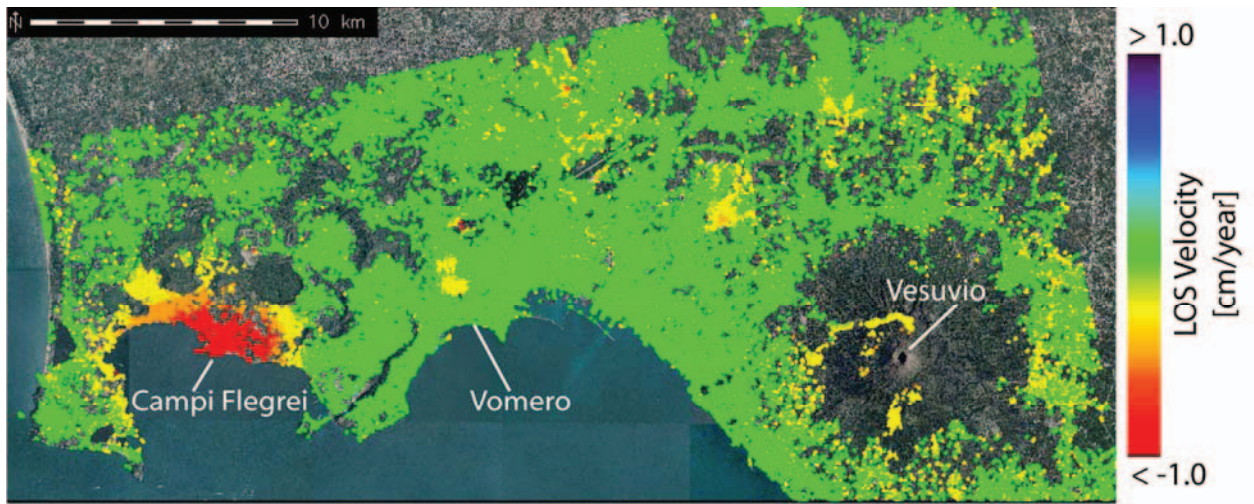 N
10 km
> 1.0
LOS Velocity
[cm/year]
< -1.0
Vesuvio
Campi Flegrei
Vomero